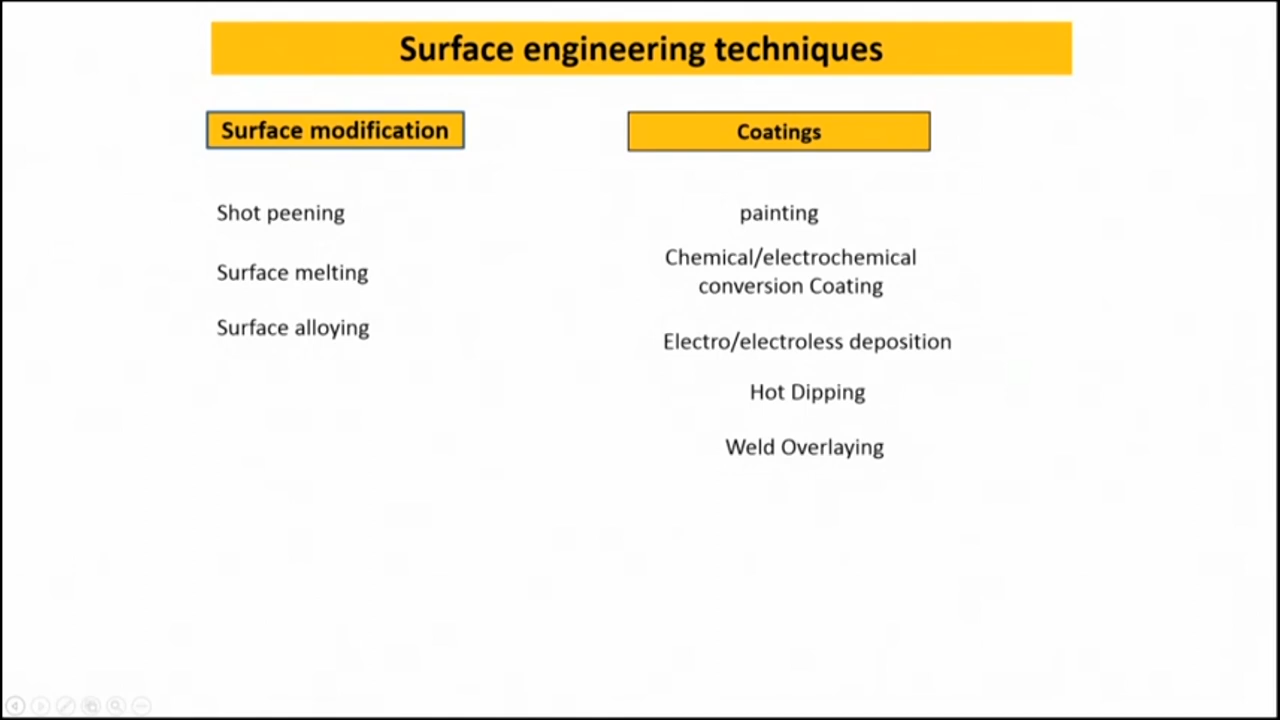 Surface engineering techniques
Surface modification
Shot peening
Surface melting
Surface alloying
Coatings
painting
Chemical/electrochemical
conversion Coating
Electro/electroless deposition
Hot Dipping
Weld Overlaying